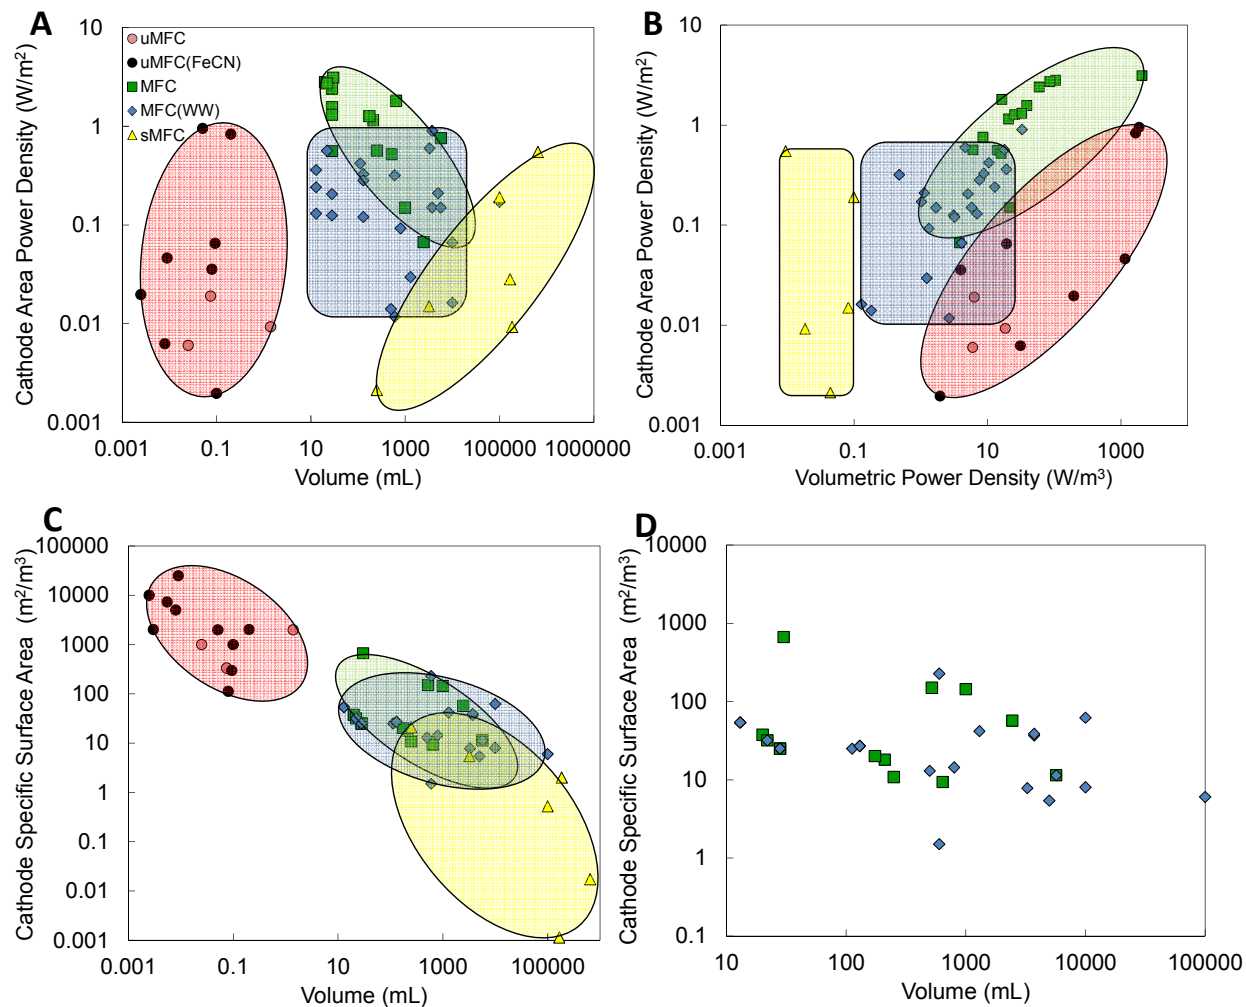 A
10
1
0.1
0.01
0.001
Cathode Area Power Density (W/m²)
uMFC
uMFC(FeCN)
MFC
MFC(WW)
sMFC
0.001 0.1 10 1000 100000 1000000
Volume (mL)
B
10
1
0.1
0.01
0.001
Cathode Area Power Density (W/m²)
0.001 0.1 10 1000
Volumetric Power Density (W/m³)
C
100000
10000
1000
100
10
1
0.1
0.01
0.001
Cathode Specific Surface Area (m²/m³)
0.001 0.1 10 1000 100000
Volume (mL)
D
10000
1000
100
10
1
0.1
Cathode Specific Surface Area (m²/m³)
10 100 1000 10000 100000
Volume (mL)